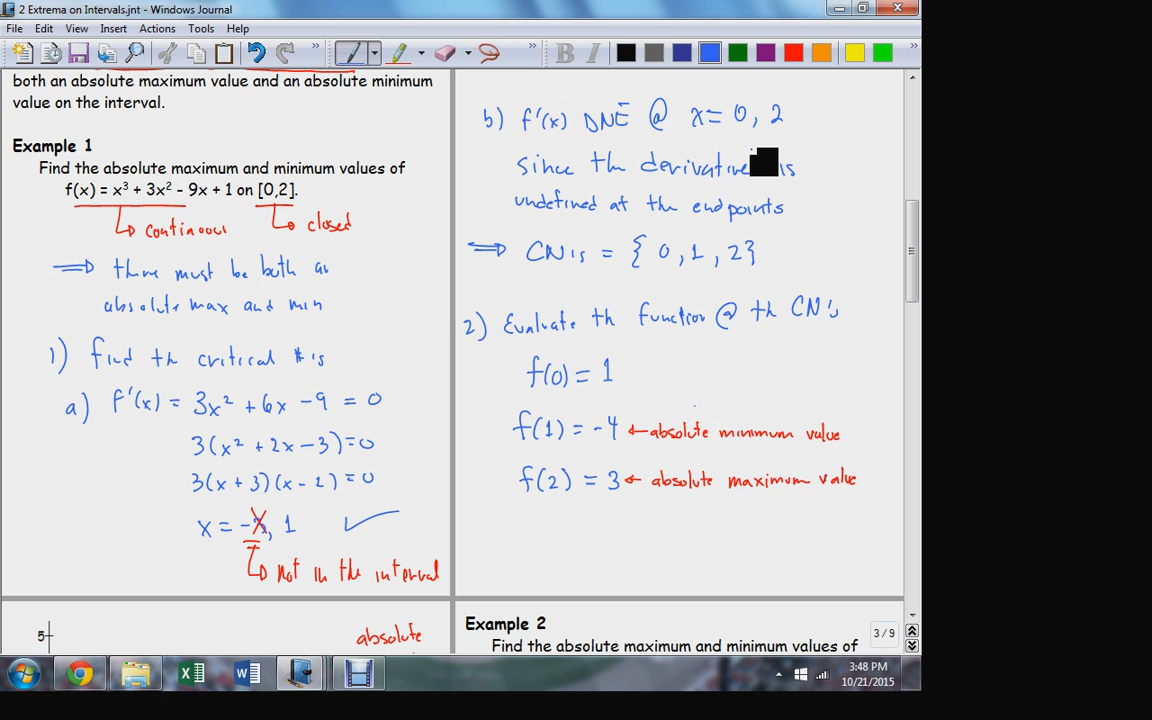 2 Extrema on Intervals.jnt - Windows Journal
File Edit View Insert Actions Tools Help
both an absolute maximum value and an absolute minimum
value on the interval.
Example 1
Find the absolute maximum and minimum values of
f(x) = x³ + 3x² - 9x + 1 on [0,2].
continuous
closed
⟹ there must be both an
absolute max and min
1) find the critical #'s
a) f'(x) = 3x² + 6x - 9 = 0
3(x² + 2x - 3) = 0
3(x + 3)(x - 1) = 0
x = -3, 1
not in the interval
5
absolute
b) f'(x) DNE @ x = 0, 2
since the derivative is
undefined at the endpoints
⟹ CN's = { 0, 1, 2 }
2) Evaluate the function @ the CN's
f(0) = 1
f(1) = -4 ← absolute minimum value
f(2) = 3 ← absolute maximum value
Example 2
Find the absolute maximum and minimum values of
3 / 9
3:48 PM
10/21/2015